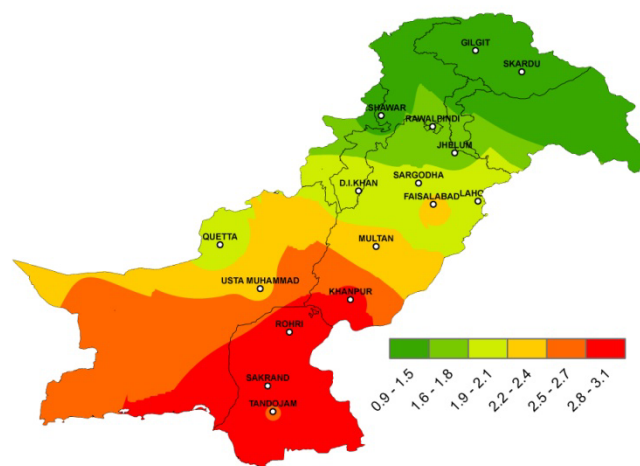 GILGIT
SKARDU
SHAWAR
RAWALPINDI
JHELUM
SARGODHA
D.I.KHAN
FAISALABAD
LAHO
QUETTA
MULTAN
USTA MUHAMMAD
KHANPUR
ROHRI
SAKRAND
TANDOJAM
0.9 - 1.5
1.6 - 1.8
1.9 - 2.1
2.2 - 2.4
2.5 - 2.7
2.8 - 3.1